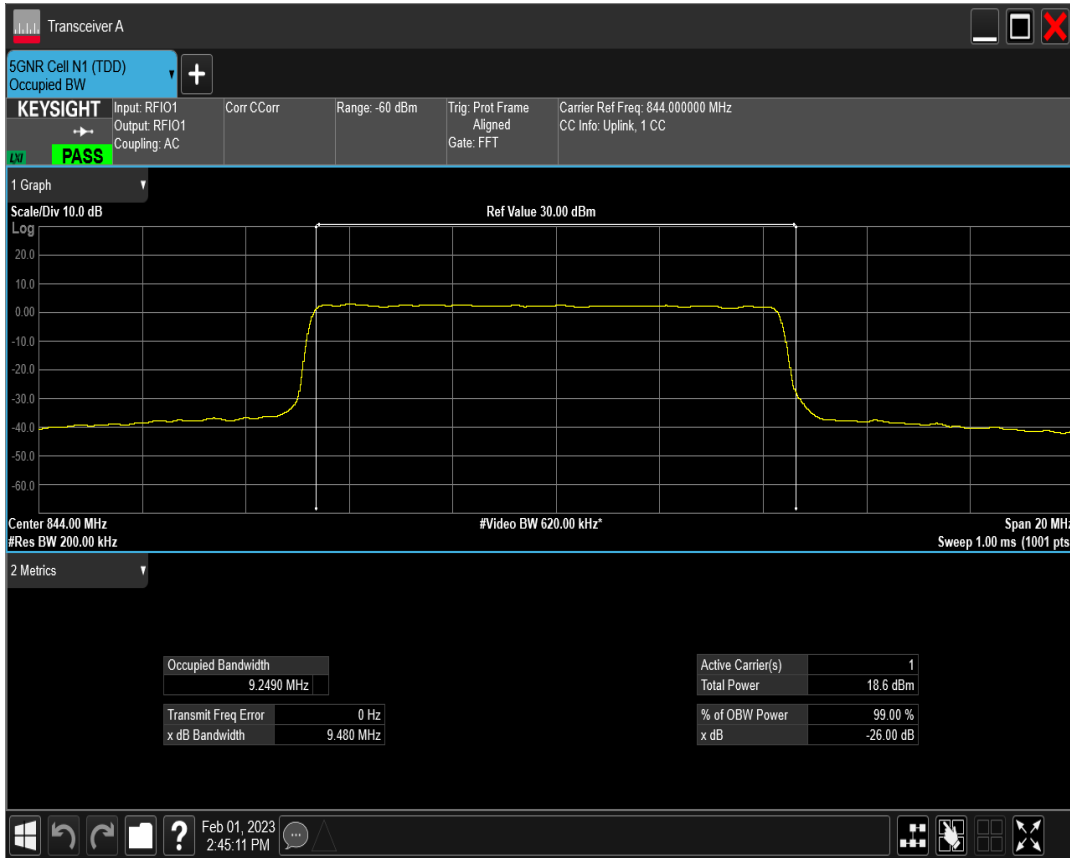 Transceiver A
5GNR Cell N1 (TDD)
Occupied BW
+
KEYSIGHT
LXI
PASS
Input: RFIO1
Output: RFIO1
Coupling: AC
Corr CCorr
Range: -60 dBm
Trig: Prot Frame
Aligned
Gate: FFT
Carrier Ref Freq: 844.000000 MHz
CC Info: Uplink, 1 CC
1 Graph
Scale/Div 10.0 dB
Ref Value 30.00 dBm
Log
20.0
10.0
0.00
-10.0
-20.0
-30.0
-40.0
-50.0
-60.0
Center 844.00 MHz
#Video BW 620.00 kHz*
Span 20 MHz
#Res BW 200.00 kHz
Sweep 1.00 ms (1001 pts
2 Metrics
Occupied Bandwidth
9.2490 MHz
Transmit Freq Error 0 Hz
x dB Bandwidth 9.480 MHz
Active Carrier(s) 1
Total Power 18.6 dBm
% of OBW Power 99.00 %
x dB -26.00 dB
?
Feb 01, 2023
2:45:11 PM